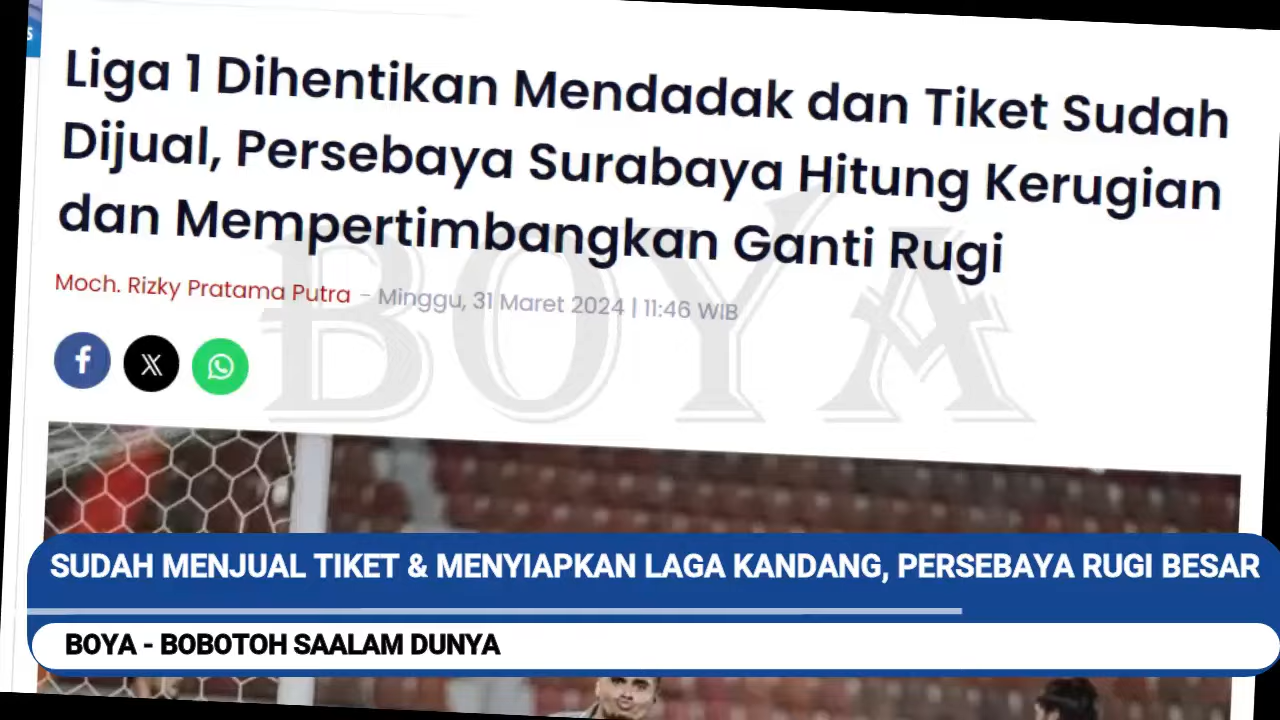 S
Liga 1 Dihentikan Mendadak dan Tiket Sudah
Dijual, Persebaya Surabaya Hitung Kerugian
dan Mempertimbangkan Ganti Rugi
Moch. Rizky Pratama Putra - Minggu, 31 Maret 2024 | 11:46 WIB
BOYA
SUDAH MENJUAL TIKET & MENYIAPKAN LAGA KANDANG, PERSEBAYA RUGI BESAR
BOYA - BOBOTOH SAALAM DUNYA